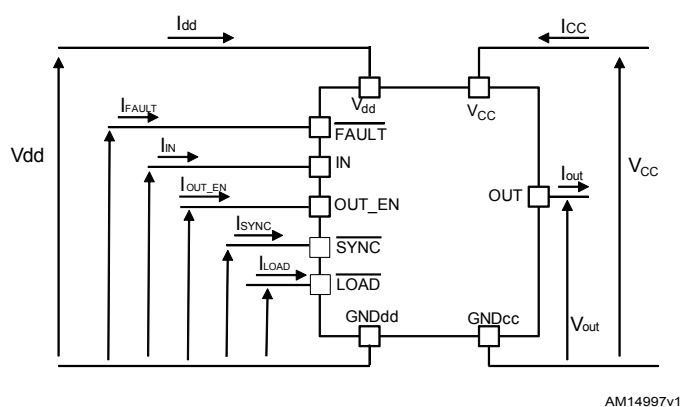 Idd
ICC
Vdd
VCC
IFAULT
FAULT
IIN
IN
Vdd
VCC
IOUT_EN
OUT_EN
OUT
Iout
ISYNC
SYNC
ILOAD
LOAD
GNDdd
GNDcc
Vout
AM14997v1